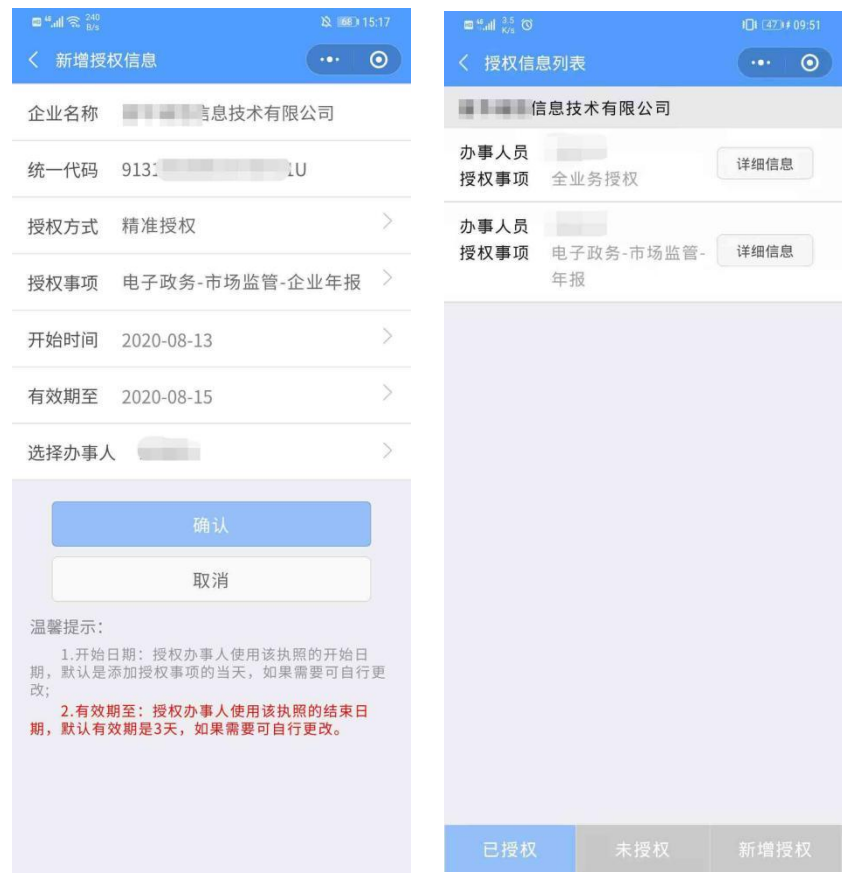 240
B/s
68
15:17
新增授权信息
企业名称 信息技术有限公司
统一代码 913 1U
授权方式 精准授权
授权事项 电子政务-市场监管-企业年报
开始时间 2020-08-13
有效期至 2020-08-15
选择办事人
确认
取消
温馨提示:
1.开始日期: 授权办事人使用该执照的开始日
期，默认是添加授权事项的当天，如果需要可自行更
改;
2.有效期至: 授权办事人使用该执照的结束日
期，默认有效期是3天，如果需要可自行更改。
3.5
K/s
47
09:51
授权信息列表
信息技术有限公司
办事人员
授权事项 全业务授权
详细信息
办事人员
授权事项 电子政务-市场监管-
年报
详细信息
已授权 未授权 新增授权